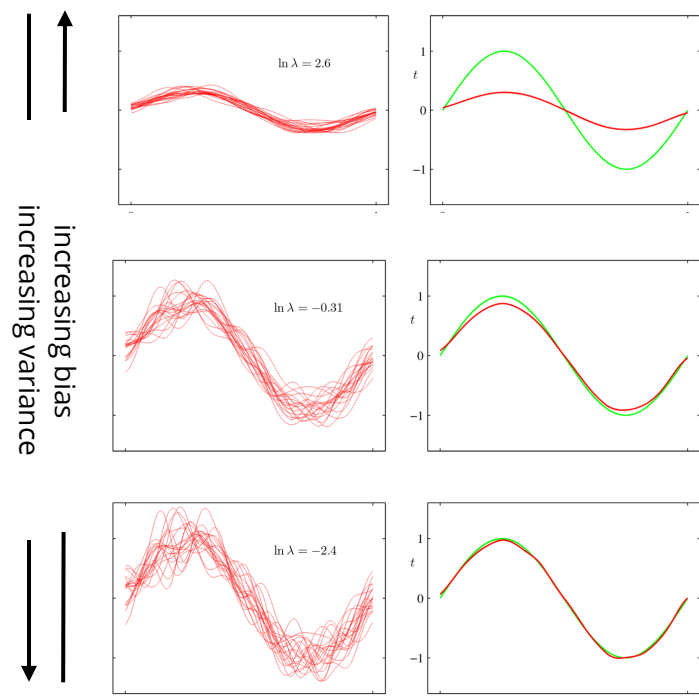 increasing bias
increasing variance
ln λ = 2.6
1
t
0
−1
ln λ = −0.31
1
t
0
−1
ln λ = −2.4
1
t
0
−1